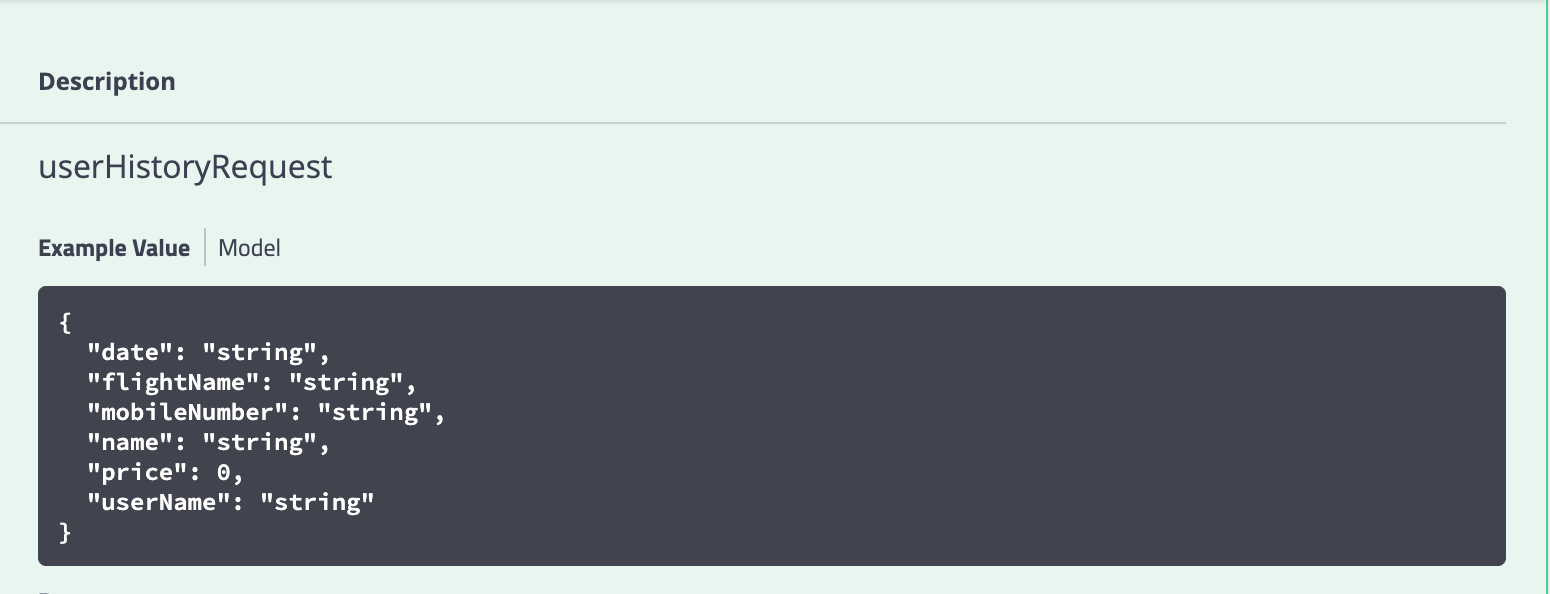 Description
userHistoryRequest
Example Value | Model
{
  "date": "string",
  "flightName": "string",
  "mobileNumber": "string",
  "name": "string",
  "price": 0,
  "userName": "string"
}